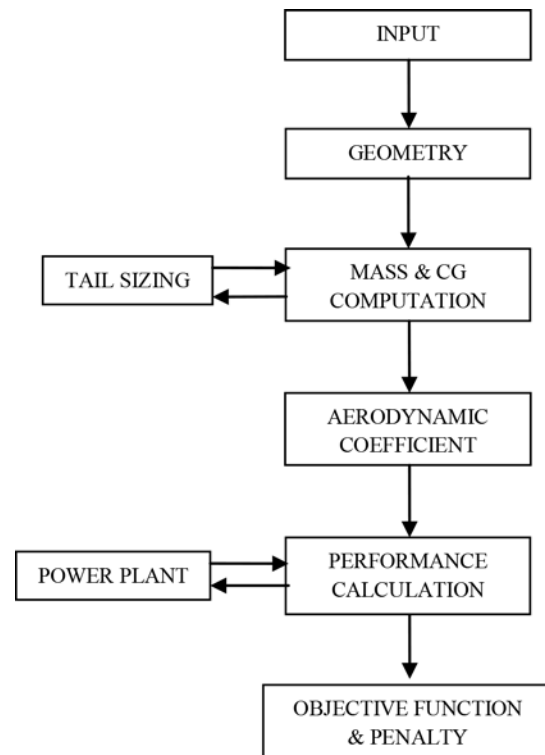 INPUT
GEOMETRY
TAIL SIZING
MASS & CG
COMPUTATION
AERODYNAMIC
COEFFICIENT
POWER PLANT
PERFORMANCE
CALCULATION
OBJECTIVE FUNCTION
& PENALTY